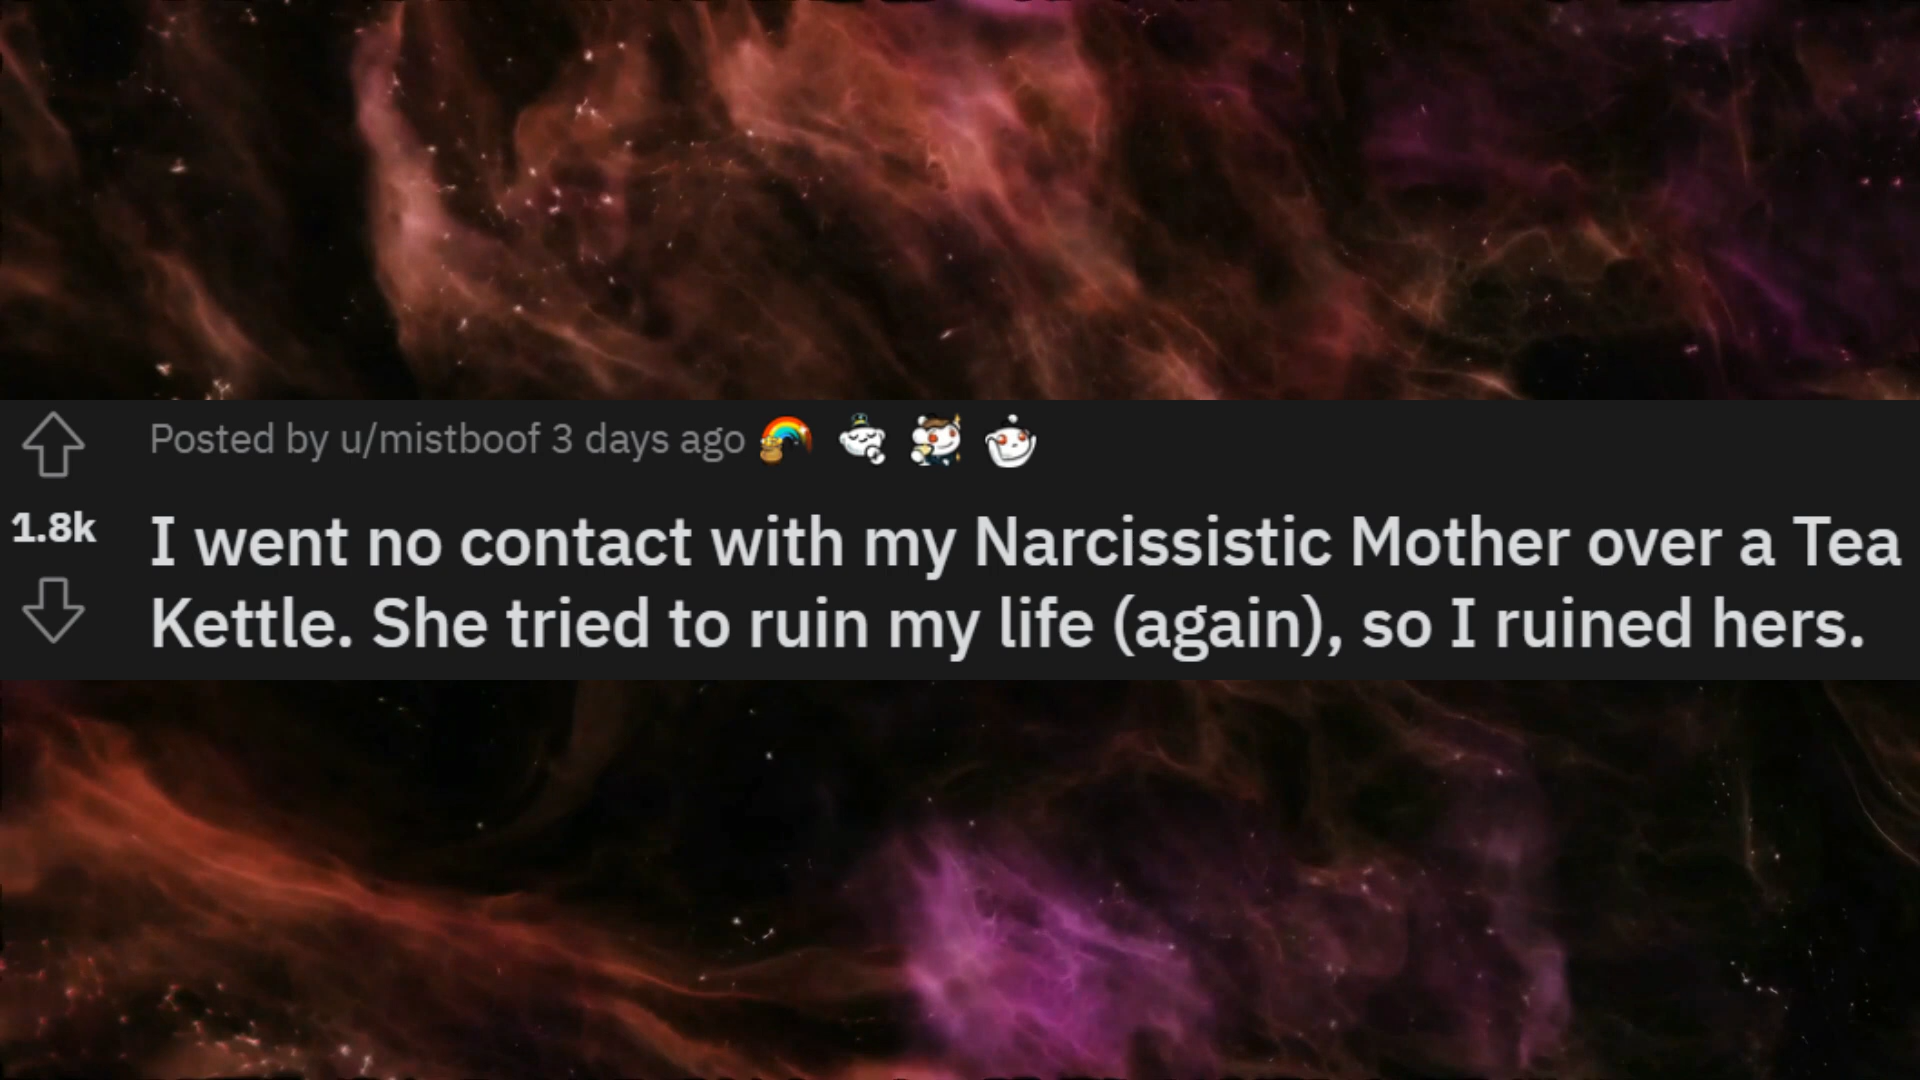 Posted by u/mistboof 3 days ago
1.8k
I went no contact with my Narcissistic Mother over a Tea
Kettle. She tried to ruin my life (again), so I ruined hers.